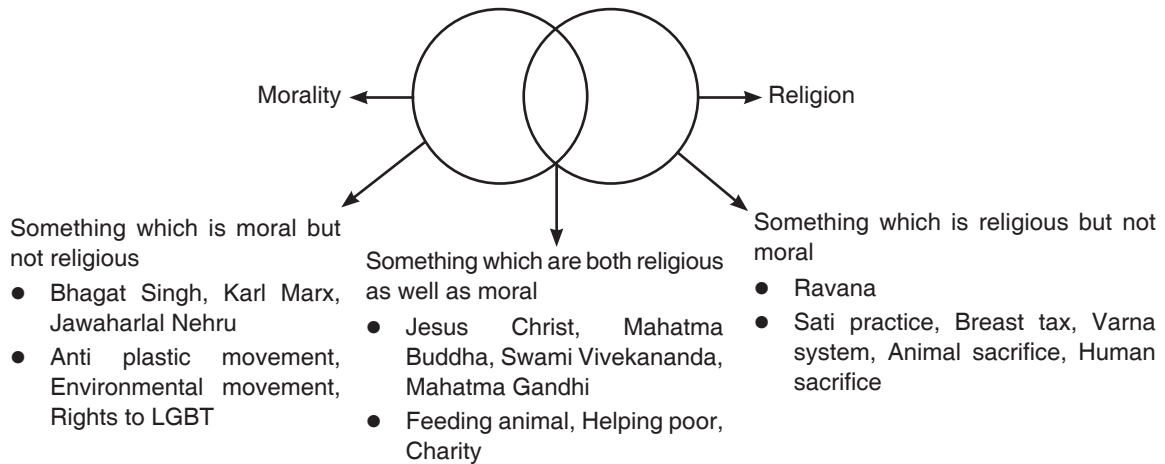 Morality
Religion
Something which is moral but
not religious
● Bhagat Singh, Karl Marx,
Jawaharlal Nehru
● Anti plastic movement,
Environmental movement,
Rights to LGBT
Something which are both religious
as well as moral
● Jesus Christ, Mahatma
Buddha, Swami Vivekananda,
Mahatma Gandhi
● Feeding animal, Helping poor,
Charity
Something which is religious but not
moral
● Ravana
● Sati practice, Breast tax, Varna
system, Animal sacrifice, Human
sacrifice